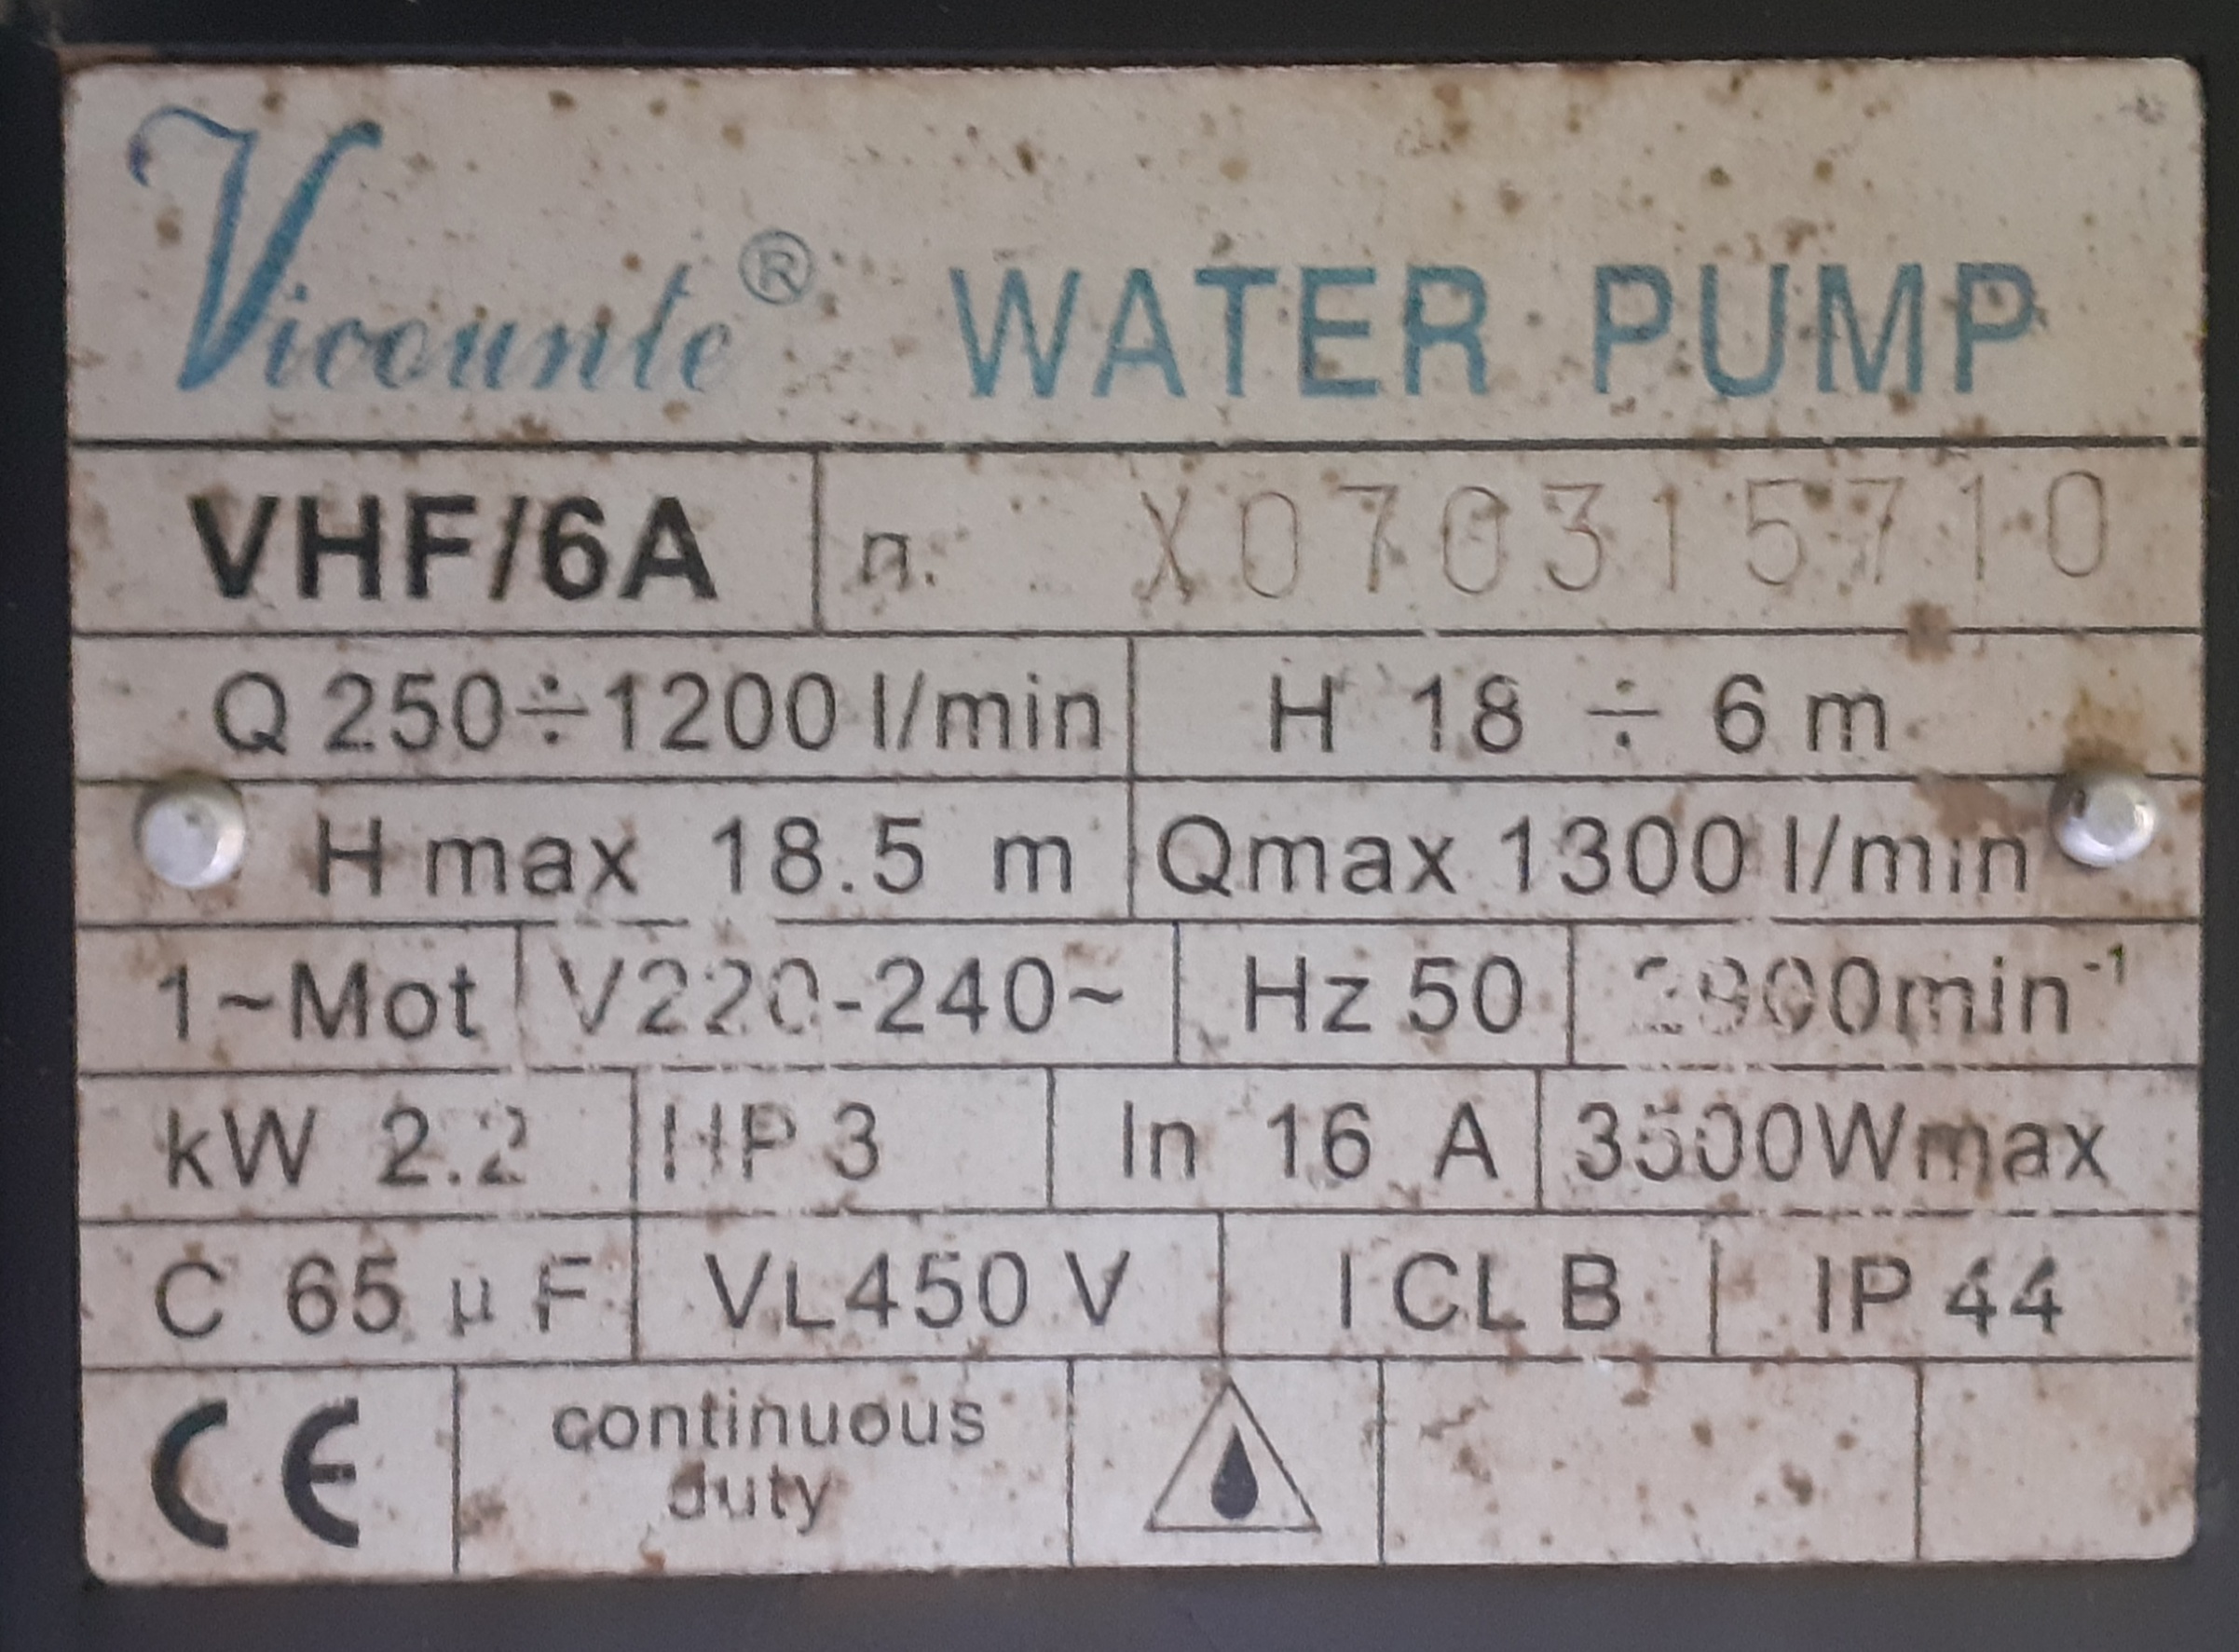 Vicounte® WATER PUMP
VHF/6A n. X070315710
Q 250÷1200 l/min H 18 ÷ 6 m
H max 18.5 m Qmax 1300 l/min
1~Mot V220-240~ Hz 50 2900min⁻¹
kW 2.2 HP 3 In 16 A 3500Wmax
C 65 µF VL450 V I CL B IP 44
CE continuous
duty